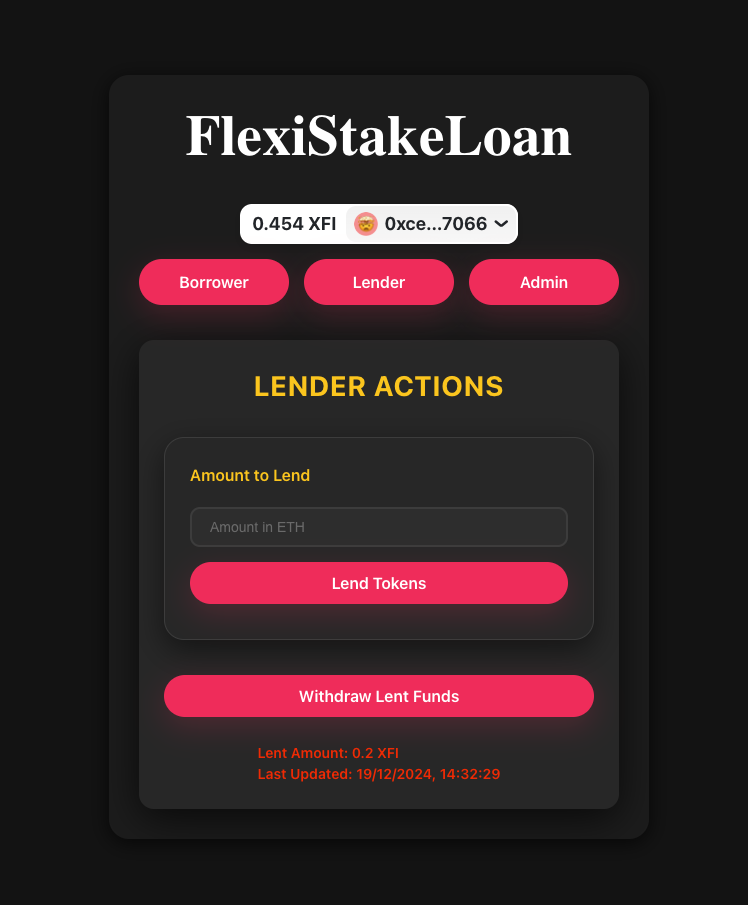 FlexiStakeLoan
0.454 XFI 0xce...7066
Borrower Lender Admin
LENDER ACTIONS
Amount to Lend
Amount in ETH
Lend Tokens
Withdraw Lent Funds
Lent Amount: 0.2 XFI
Last Updated: 19/12/2024, 14:32:29